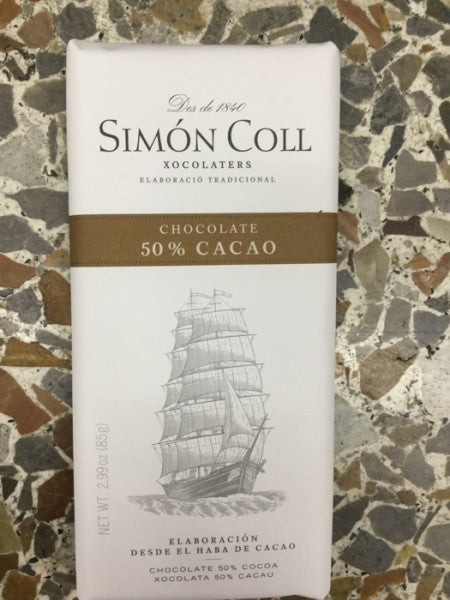 Des de 1840
SIMÓN COLL
XOCOLATERS
ELABORACIÓ TRADICIONAL
CHOCOLATE
50% CACAO
NET WT. 2,99oz (85g)
ELABORACIÓN
DESDE EL HABA DE CACAO
CHOCOLATE 50% COCOA
XOCOLATA 50% CACAU